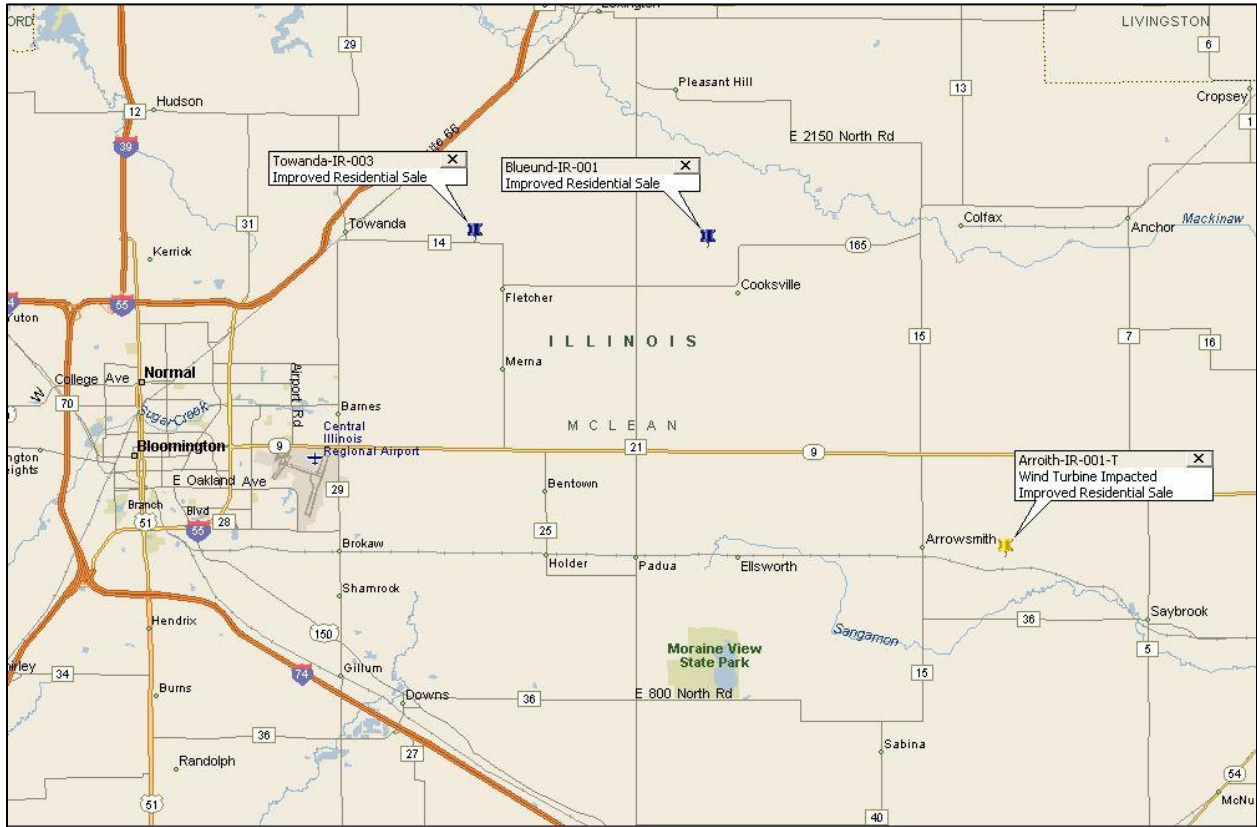 LIVINGSTON
29
6
Pleasant Hill
13
Cropsey
Hudson
12
1
E 2150 North Rd
39
Towanda-IR-003
Improved Residential Sale
Blueund-IR-001
Improved Residential Sale
31
Towanda
14
Colfax
Anchor
Mackinaw
165
Kerrick
Cooksville
Fletcher
55
15
7
16
ILLINOIS
Merna
College Ave
Normal
Airport Rd
70
Sugar Creek
Barnes
MCLEAN
Central
Illinois
Regional Airport
Bloomington
9
21
9
Arroith-IR-001-T
Wind Turbine Impacted
Improved Residential Sale
E Oakland Ave
29
Bentown
Branch
Blvd
51
28
55
25
Brokaw
Holder
Padua
Ellsworth
Arrowsmith
Shamrock
36
Saybrook
Hendrix
150
Sangamon
Moraine View
State Park
5
34
Gillum
74
15
Burns
Downs
36
E 800 North Rd
36
27
Sabina
Randolph
54
51
40
McNu